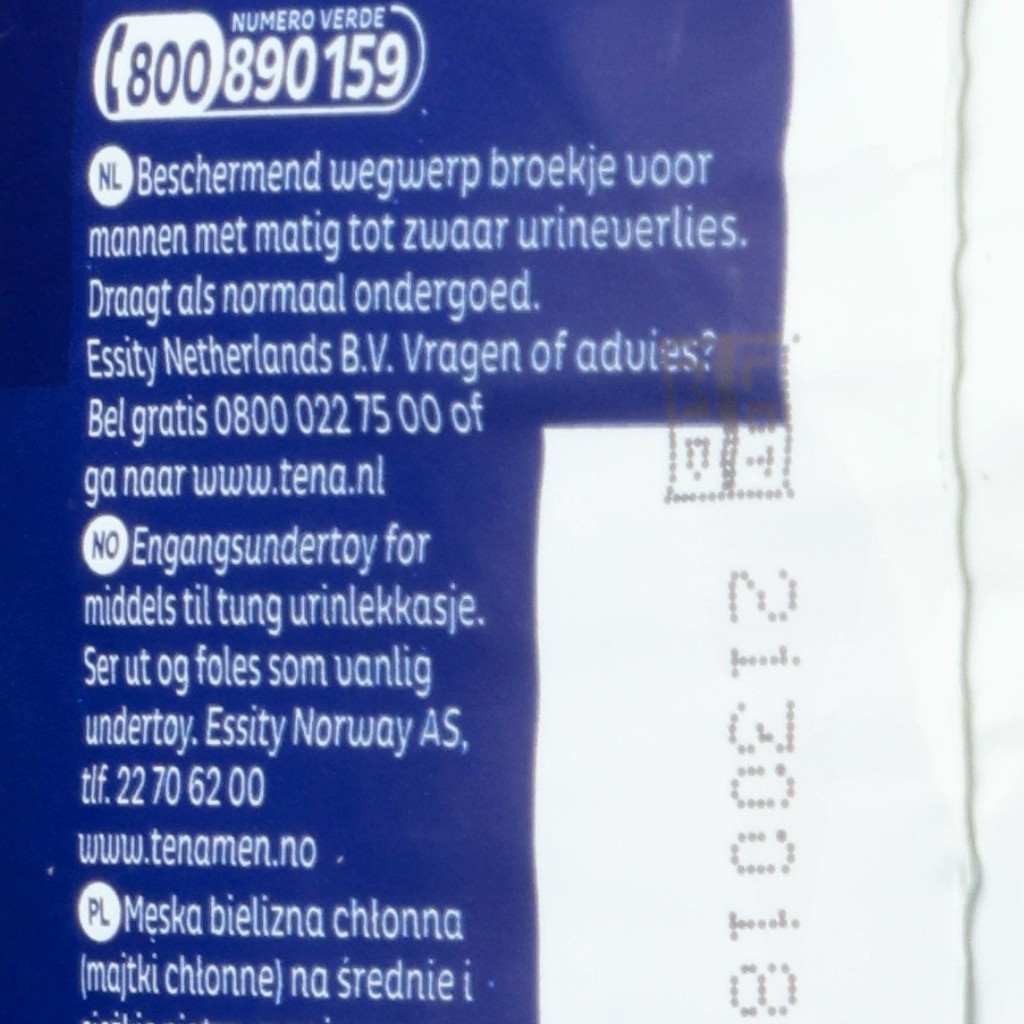 NUMERO VERDE
800 890 159
NL Beschermend wegwerp broekje voor
mannen met matig tot zwaar urineverlies.
Draagt als normaal ondergoed.
Essity Netherlands B.V. Vragen of advies?
Bel gratis 0800 022 75 00 of
ga naar www.tena.nl
NO Engangsundertøy for
middels til tung urinlekkasje.
Ser ut og føles som vanlig
undertøy. Essity Norway AS,
tlf. 22 70 62 00
www.tenamen.no
PL Męska bielizna chłonna
(majtki chłonne) na średnie i